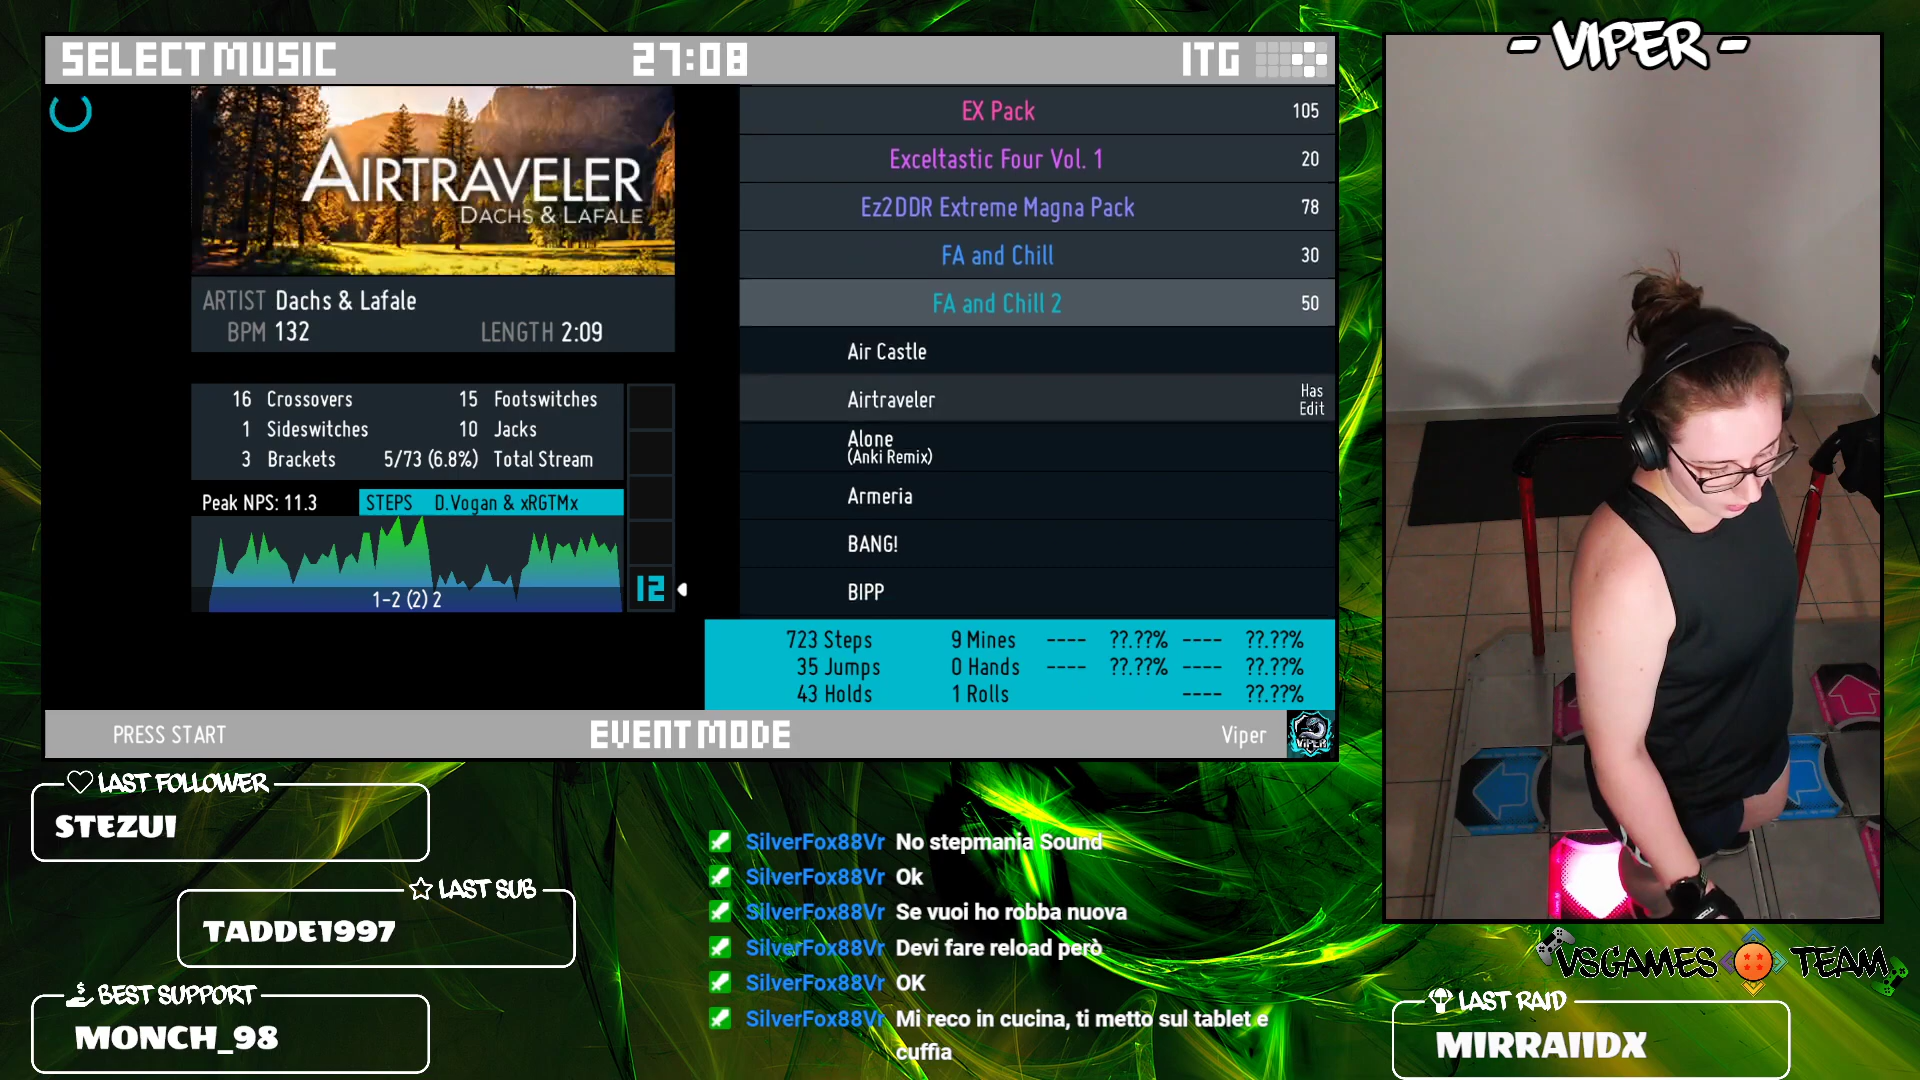 SELECT MUSIC
27:08
ITG
AIRTRAVELER
DACHS & LAFALE
ARTIST Dachs & Lafale
BPM 132 LENGTH 2:09
16 Crossovers 15 Footswitches
1 Sideswitches 10 Jacks
3 Brackets 5/73 (6.8%) Total Stream
Peak NPS: 11.3 STEPS D.Vogan & xRGTMx
1-2 (2) 2
12
EX Pack 105
Exceltastic Four Vol. 1 20
Ez2DDR Extreme Magna Pack 78
FA and Chill 30
FA and Chill 2 50
Air Castle
Airtraveler Has Edit
Alone
(Anki Remix)
Armeria
BANG!
BIPP
723 Steps 9 Mines ---- ??.??% ---- ??.??%
35 Jumps 0 Hands ---- ??.??% ---- ??.??%
43 Holds 1 Rolls ---- ??.??%
PRESS START
EVENT MODE
Viper
VIPER
- VIPER -
LAST FOLLOWER
STEZUI
LAST SUB
TADDE1997
BEST SUPPORT
MONCH_98
SilverFox88Vr No stepmania Sound
SilverFox88Vr Ok
SilverFox88Vr Se vuoi ho robba nuova
SilverFox88Vr Devi fare reload però
SilverFox88Vr OK
SilverFox88Vr Mi reco in cucina, ti metto sul tablet e
cuffia
VSGAMES TEAM
LAST RAID
MIRRAIIDX